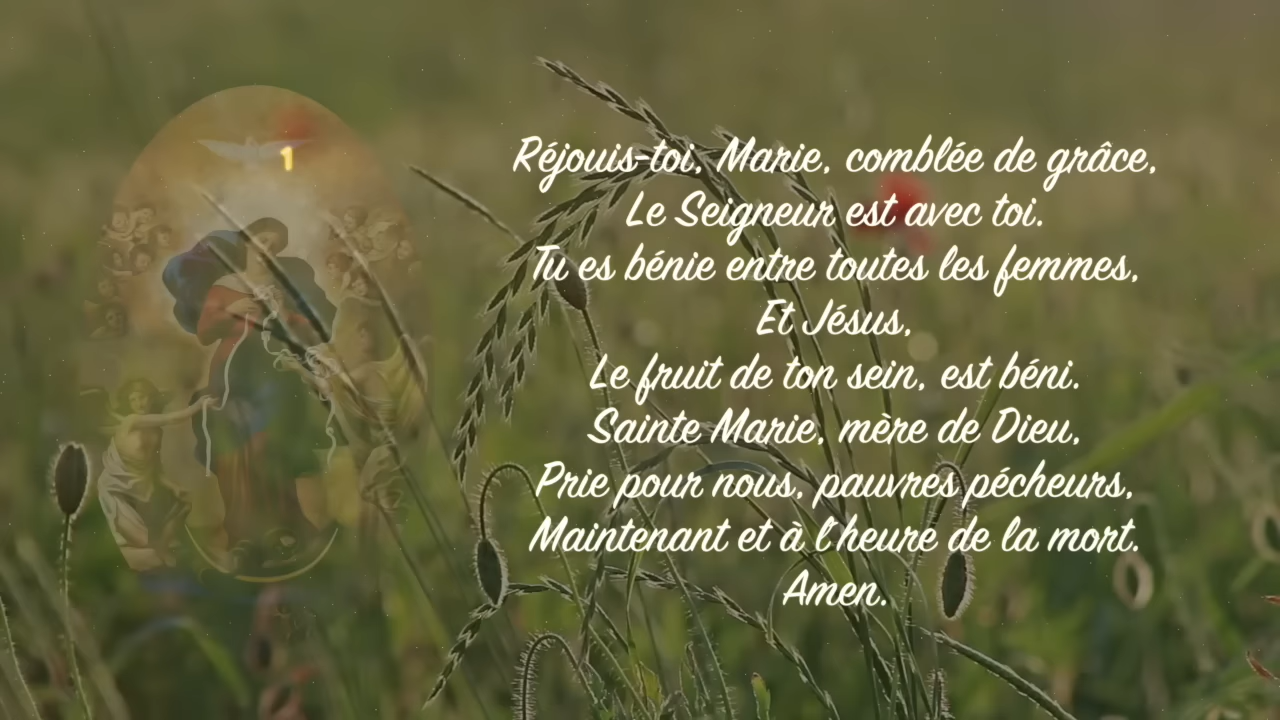 1
Réjouis-toi, Marie, comblée de grâce,
Le Seigneur est avec toi.
Tu es bénie entre toutes les femmes,
Et Jésus,
Le fruit de ton sein, est béni.
Sainte Marie, mère de Dieu,
Prie pour nous, pauvres pécheurs,
Maintenant et à l'heure de la mort.
Amen.